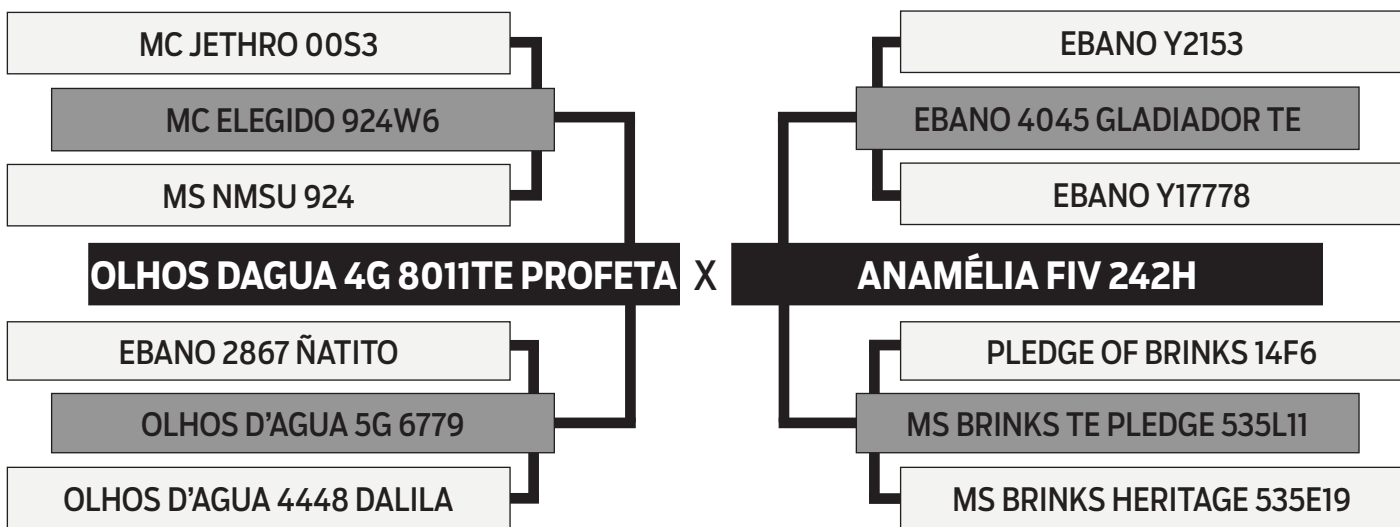 MC JETHRO 00S3
EBANO Y2153
MC ELEGIDO 924W6
EBANO 4045 GLADIADOR TE
MS NMSU 924
EBANO Y17778
OLHOS DAGUA 4G 8011TE PROFETA X ANAMÉLIA FIV 242H
EBANO 2867 ÑATITO
PLEDGE OF BRINKS 14F6
OLHOS D’AGUA 5G 6779
MS BRINKS TE PLEDGE 535L11
OLHOS D’AGUA 4448 DALILA
MS BRINKS HERITAGE 535E19